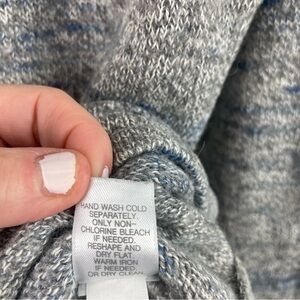 HAND WASH COLD
SEPARATELY.
ONLY NON-
CHLORINE BLEACH
IF NEEDED.
RESHAPE AND
DRY FLAT
WARM IRON
IF NEEDED
OR DRY CLEAN